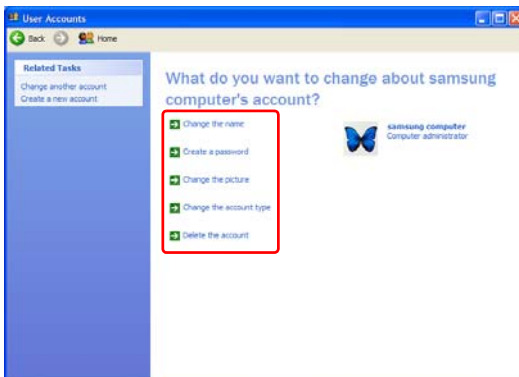 User Accounts
Back Home
Related Tasks
Change another account
Create a new account
What do you want to change about samsung
computer's account?
Change the name
Create a password
Change the picture
Change the account type
Delete the account
samsung computer
Computer administrator